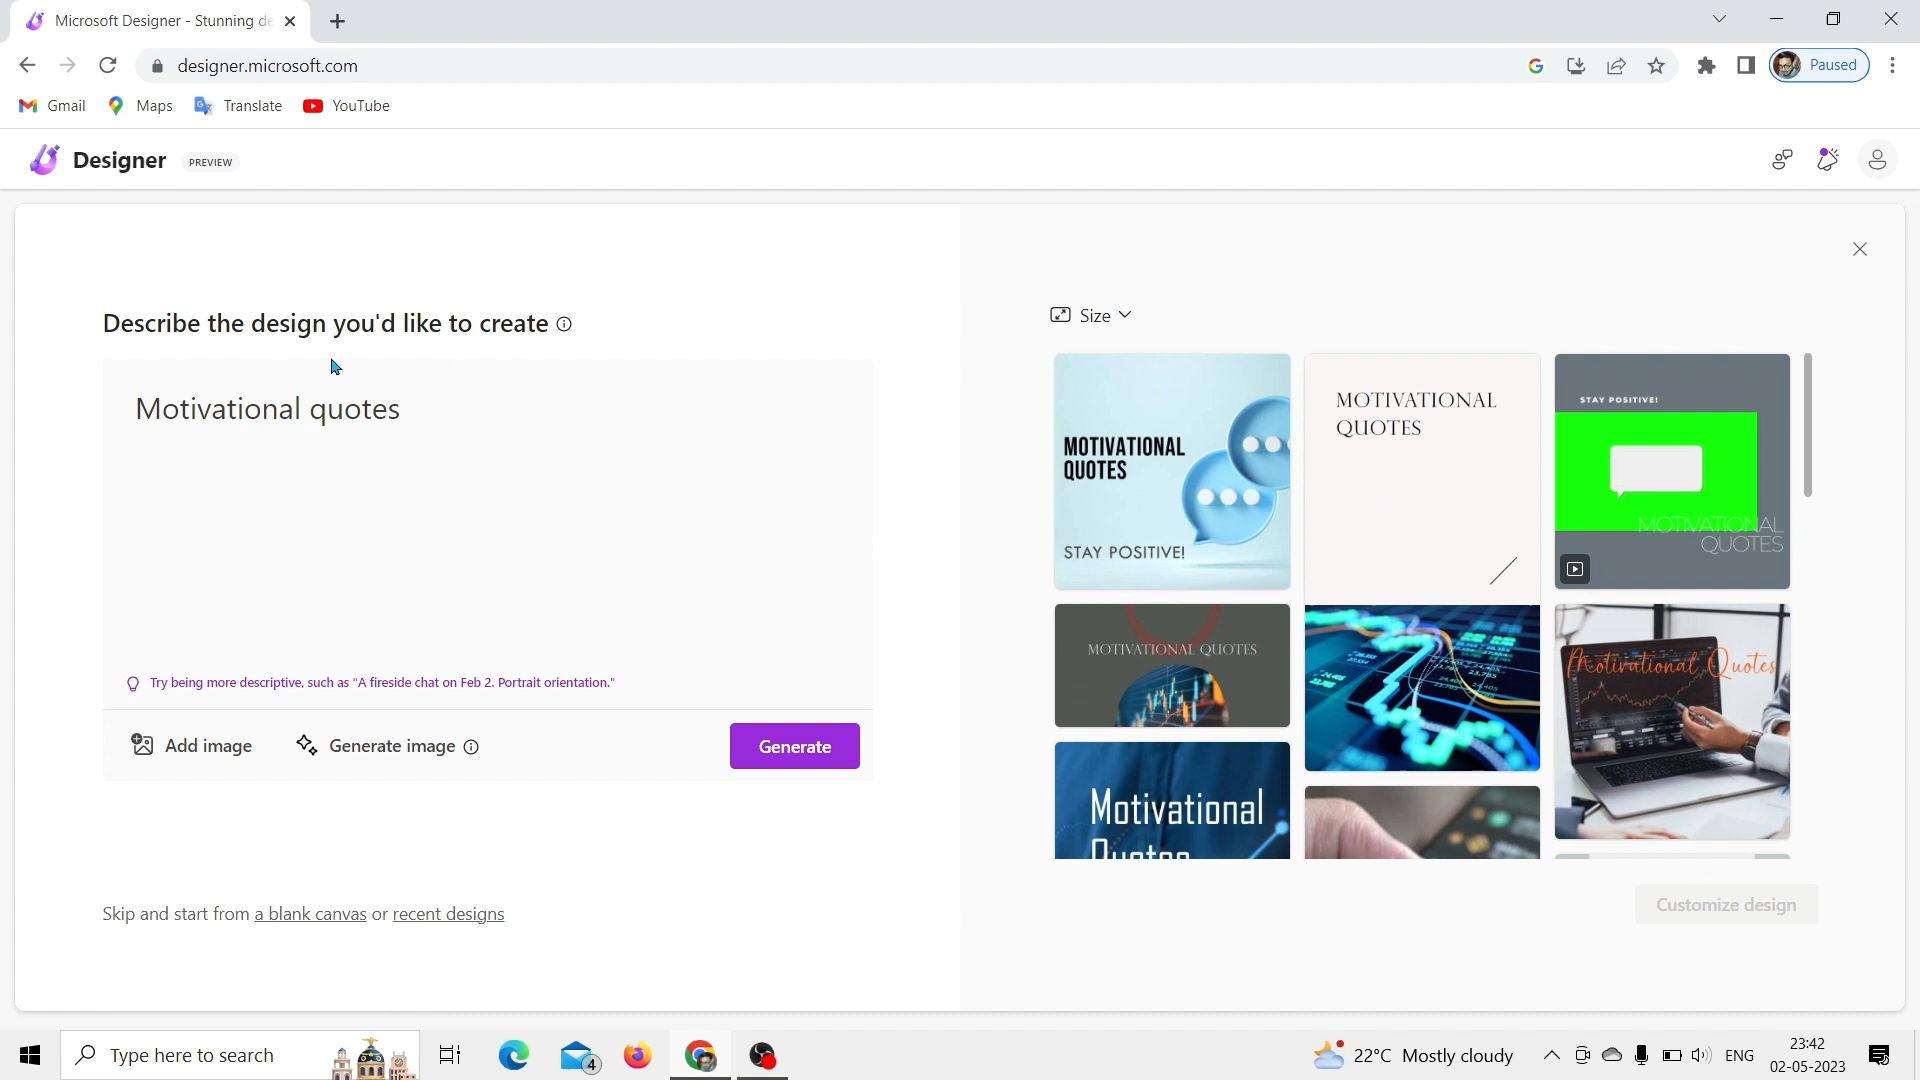 Microsoft Designer - Stunning de
designer.microsoft.com
Paused
Gmail
Maps
Translate
YouTube
Designer
PREVIEW
Describe the design you'd like to create
Motivational quotes
Try being more descriptive, such as "A fireside chat on Feb 2. Portrait orientation."
Add image
Generate image
Generate
Skip and start from a blank canvas or recent designs
Size
MOTIVATIONAL
QUOTES
STAY POSITIVE!
MOTIVATIONAL
QUOTES
STAY POSITIVE!
MOTIVATIONAL
QUOTES
MOTIVATIONAL QUOTES
Motivational Quotes
Motivational
Quotes
Customize design
Type here to search
4
22°C Mostly cloudy
ENG
23:42
02-05-2023